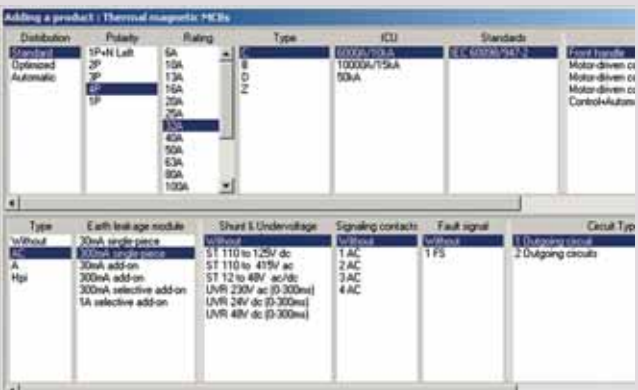 Adding a product : Thermal magnetic MCBs
Distribution Polarity Rating Type ICU Standards
Standard 1P+N Left 6A C 6000A/10kA IEC 60898/947-2 Front handle
Optimized 2P 10A B 10000A/15kA Motor-driven co
Automatic 3P 13A D 50kA Motor-driven co
4P 16A Z Motor-driven co
1P 20A Control+Autom
25A
32A
40A
50A
63A
80A
100A
Type Earth leakage module Shunt & Undervoltage Signaling contacts Fault signal Circuit Typ
Without 30mA single-piece Without Without Without 1 Outgoing circuit
AC 300mA single-piece ST 110 to 125V dc 1 AC 1 FS 2 Outgoing circuits
A 30mA add-on ST 110 to 415V ac 2 AC
Hpi 300mA add-on ST 12 to 48V ac/dc 3 AC
300mA selective add-on UVR 230V ac (0-300ms) 4 AC
1A selective add-on UVR 24V dc (0-300ms)
UVR 48V dc (0-300ms)